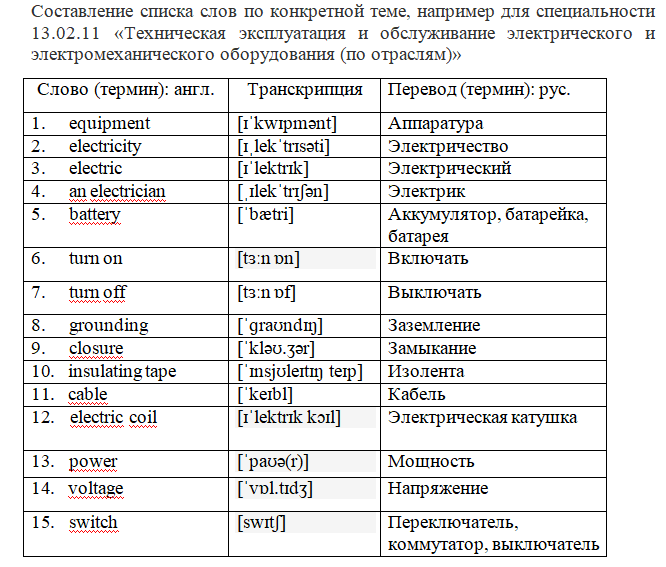 Составление списка слов по конкретной теме, например для специальности
13.02.11 «Техническая эксплуатация и обслуживание электрического и
электромеханического оборудования (по отраслям)»
Слово (термин): англ. Транскрипция Перевод (термин): рус.
1. equipment [ɪˈkwɪpmənt] Аппаратура
2. electricity [ɪˌlekˈtrɪsəti] Электричество
3. electric [ɪˈlektrɪk] Электрический
4. an electrician [ˌɪlekˈtrɪʃən] Электрик
5. battery [ˈbætri] Аккумулятор, батарейка,
батарея
6. turn on [tɜːn ɒn] Включать
7. turn off [tɜːn ɒf] Выключать
8. grounding [ˈɡraʊndɪŋ] Заземление
9. closure [ˈkləʊ.ʒər] Замыкание
10. insulating tape [ˈɪnsjʊleɪtɪŋ teɪp] Изолента
11. cable [ˈkeɪbl] Кабель
12. electric coil [ɪˈlektrɪk kɔɪl] Электрическая катушка
13. power [ˈpaʊə(r)] Мощность
14. voltage [ˈvɒl.tɪdʒ] Напряжение
15. switch [swɪtʃ] Переключатель,
коммутатор, выключатель